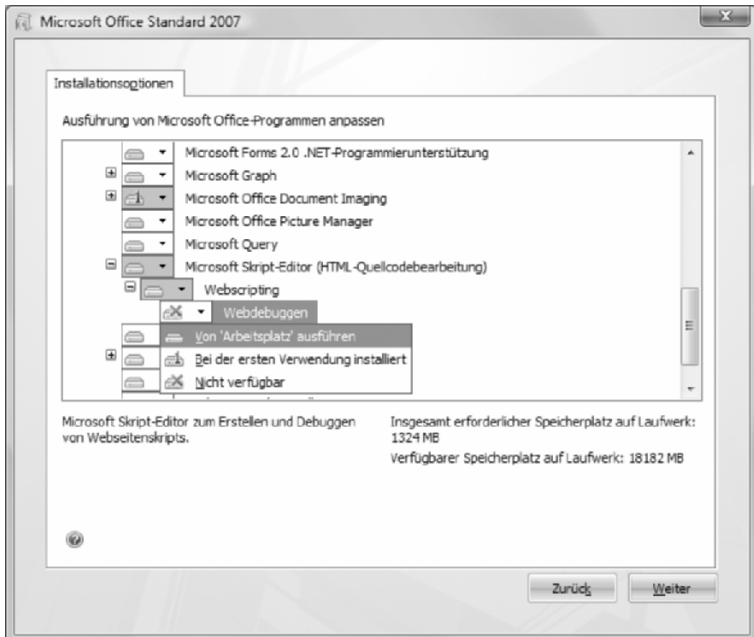 Microsoft Office Standard 2007
Installationsoptionen
Ausführung von Microsoft Office-Programmen anpassen
Microsoft Forms 2.0 .NET-Programmierunterstützung
Microsoft Graph
Microsoft Office Document Imaging
Microsoft Office Picture Manager
Microsoft Query
Microsoft Skript-Editor (HTML-Quellcodebearbeitung)
Webscripting
Webdebuggen
Von 'Arbeitsplatz' ausführen
Bei der ersten Verwendung installiert
Nicht verfügbar
Microsoft Skript-Editor zum Erstellen und Debuggen
von Webseitenskripts.
Insgesamt erforderlicher Speicherplatz auf Laufwerk:
1324 MB
Verfügbarer Speicherplatz auf Laufwerk: 18182 MB
Zurück
Weiter